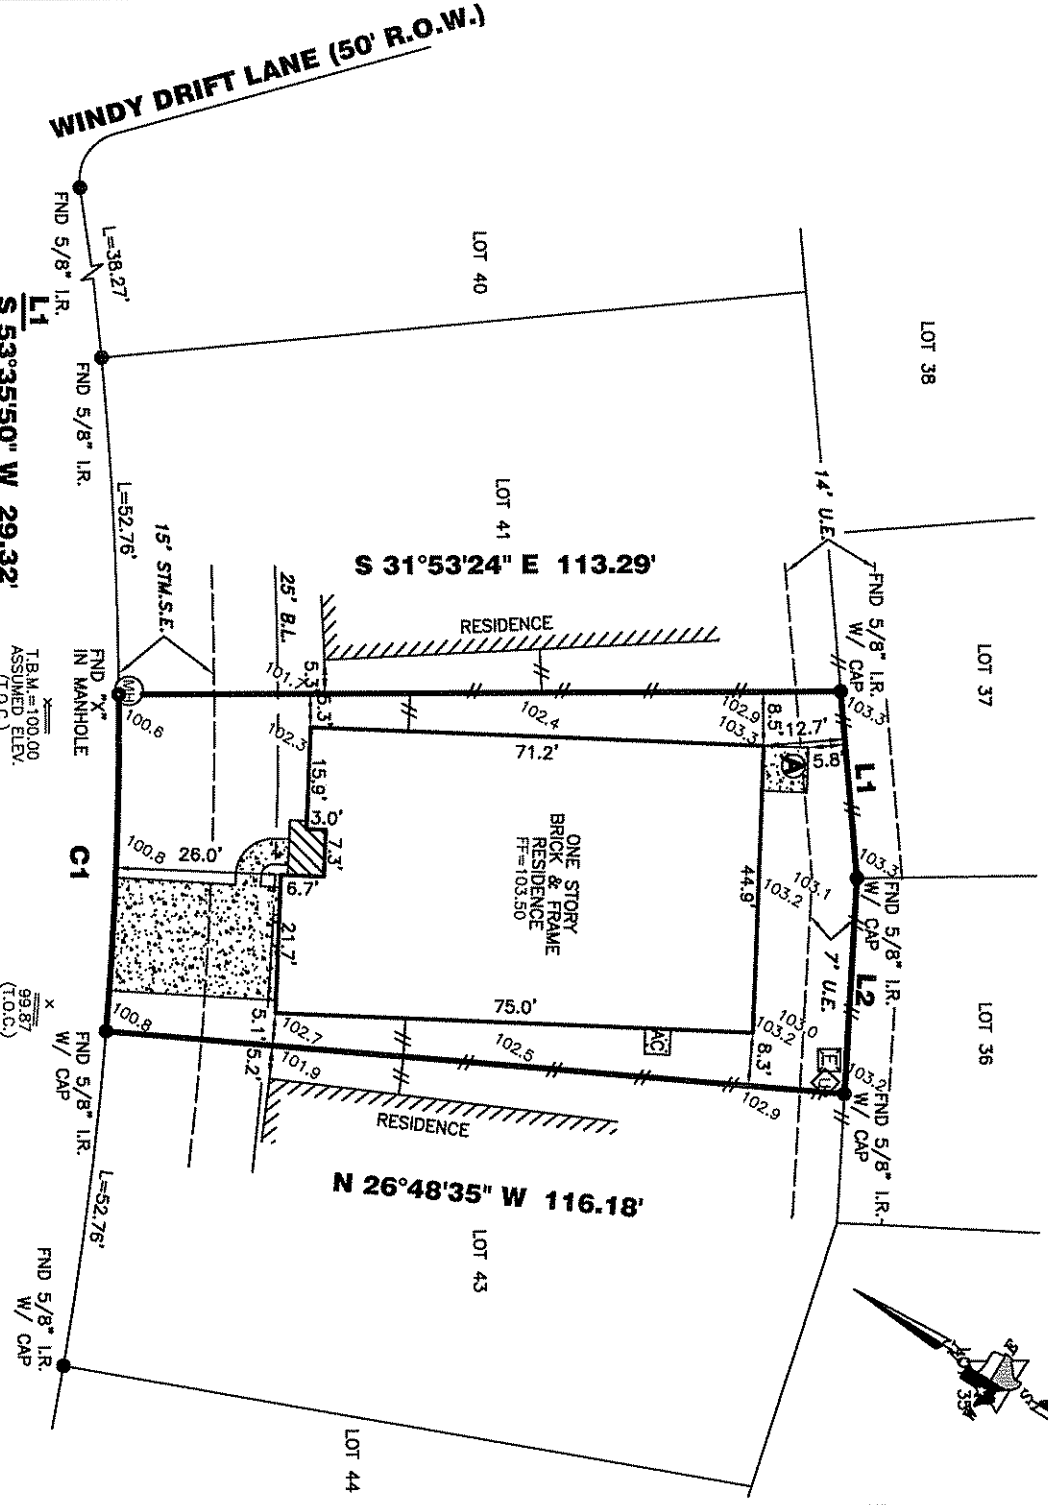 WINDY DRIFT LANE (50' R.O.W.)
FND 5/8" I.R.
L=38.27'
FND 5/8" I.R.
L1
S 53°35'50" W 29.32'
L=52.76'
LOT 40
LOT 38
LOT 41
LOT 37
14' U.E.
S 31°53'24" E 113.29'
RESIDENCE
15' STM.S.E.
25' B.L.
FND 5/8" I.R.
W/ CAP
FND "X"
IN MANHOLE
MH
T.B.M.=100.00
ASSUMED ELEV.
(T.O.C.)
100.6
5.3'
5.3'
102.3
102.4
102.9
103.3
103.3
8.5'
12.7'
5.8'
A
L1
71.2'
15.9'
3.0'
7.3'
6.7'
21.7'
26.0'
100.8
C1
ONE STORY
BRICK & FRAME
RESIDENCE
FF=103.50
44.9'
103.2
103.1
103.3
FND 5/8" I.R.
W/ CAP
7' U.E.
L2
LOT 36
75.0'
AC
103.2
103.0
8.3'
E
103.2
FND 5/8" I.R.
W/ CAP
x
99.87
(T.O.C.)
100.8
FND 5/8" I.R.
W/ CAP
5.1'
5.2'
102.7
101.9
102.5
102.9
RESIDENCE
N 26°48'35" W 116.18'
L=52.76'
LOT 43
FND 5/8" I.R.
W/ CAP
LOT 44